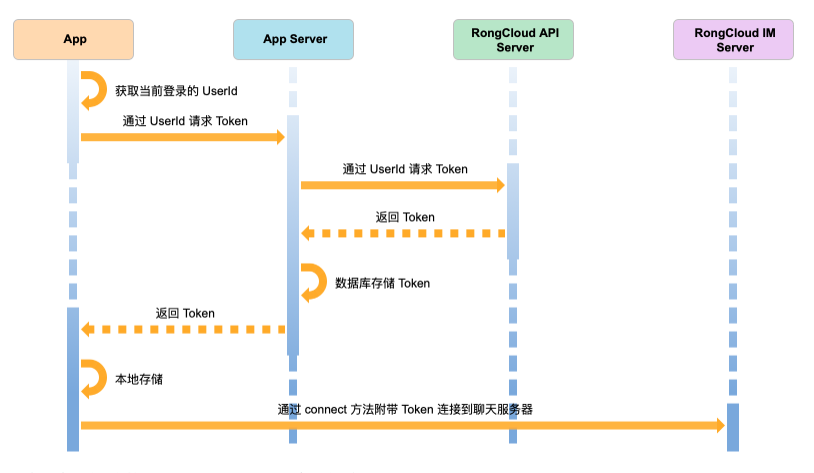 App
App Server
RongCloud API
Server
RongCloud IM
Server
获取当前登录的 UserId
通过 UserId 请求 Token
通过 UserId 请求 Token
返回 Token
数据库存储 Token
返回 Token
本地存储
通过 connect 方法附带 Token 连接到聊天服务器